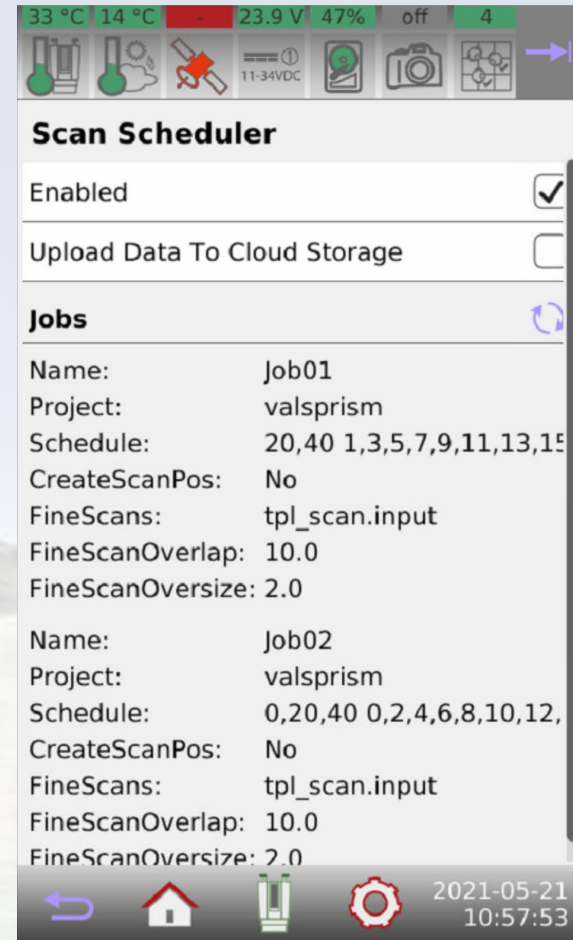 33 °C 14 °C - 23.9 V 47% off 4
11-34VDC
Scan Scheduler
Enabled
Upload Data To Cloud Storage
Jobs
Name: Job01
Project: valsprism
Schedule: 20,40 1,3,5,7,9,11,13,15
CreateScanPos: No
FineScans: tpl_scan.input
FineScanOverlap: 10.0
FineScanOversize: 2.0
Name: Job02
Project: valsprism
Schedule: 0,20,40 0,2,4,6,8,10,12,
CreateScanPos: No
FineScans: tpl_scan.input
FineScanOverlap: 10.0
FineScanOversize: 2.0
2021-05-21
10:57:53